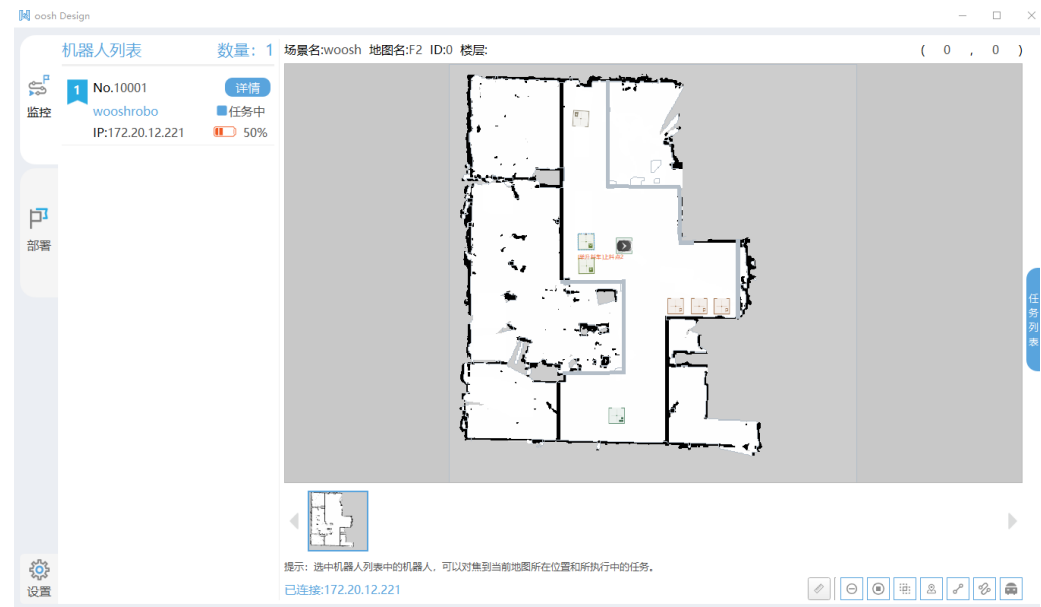 oosh Design
机器人列表 数量：1
场景名:woosh 地图名:F2 ID:0 楼层:
( 0 , 0 )
监控
1
No.10001 详情
wooshrobo 任务中
IP:172.20.12.221 50%
部署
任务列表
提示：选中机器人列表中的机器人，可以对焦到当前地图所在位置和所执行中的任务。
已连接:172.20.12.221
设置